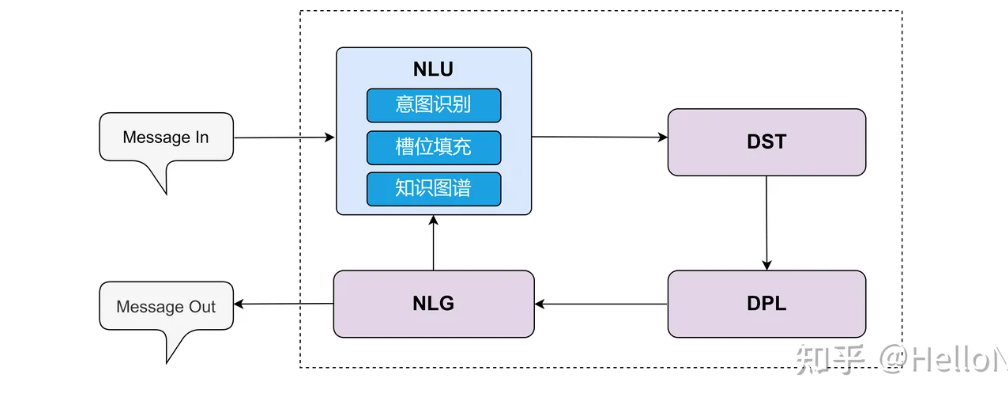 NLU
意图识别
Message In
槽位填充
DST
知识图谱
Message Out
NLG
DPL
知乎 @HelloN